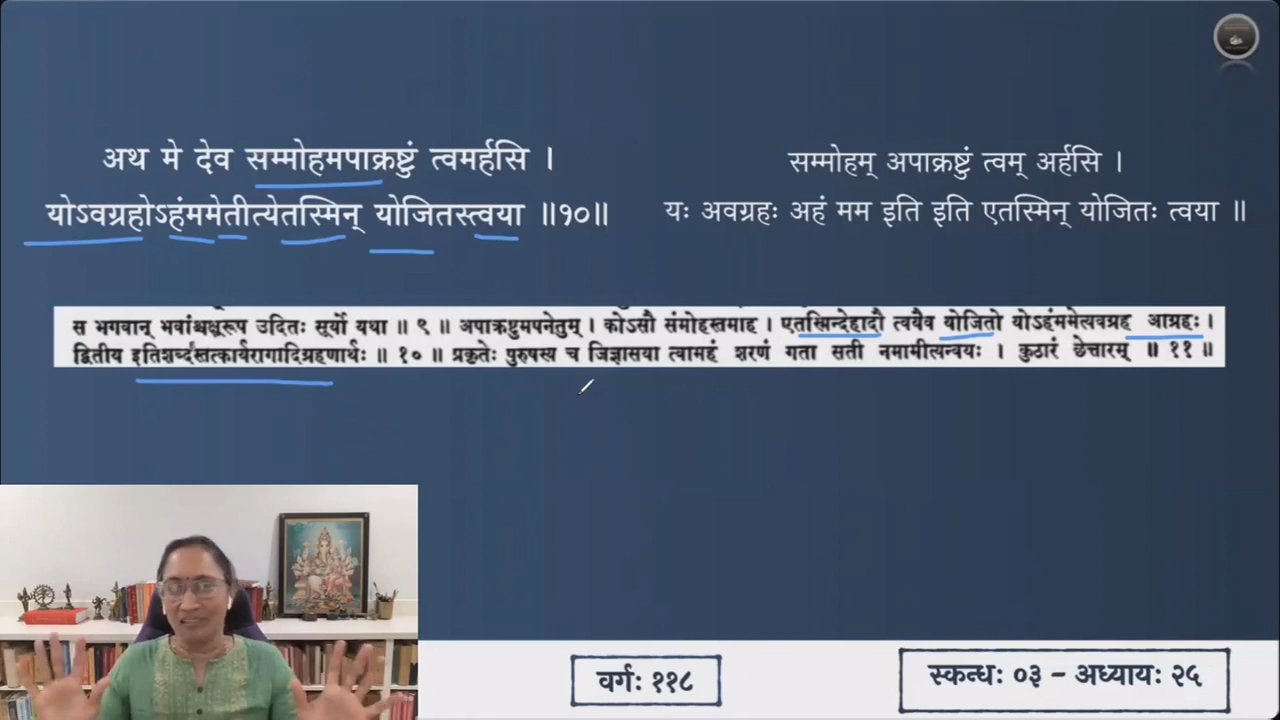 अथ मे देव सम्मोहमपाक्रष्टुं त्वमर्हसि ।
योऽवग्रहोऽहंममेतीत्येतस्मिन् योजितस्त्वया ॥१०॥
सम्मोहम् अपाक्रष्टुं त्वम् अर्हसि ।
यः अवग्रहः अहं मम इति इति एतस्मिन् योजितः त्वया ॥
स भगवान् भवांश्चक्षूरूप उदितः सूर्यो यथा ॥ ९ ॥ अपाक्रष्टुमपनेतुम् । कोऽसौ संमोहस्तमाह । एतस्मिन्देहादौ त्वयैव योजितो योऽहंममेत्यवग्रह आग्रहः ।
द्वितीय इतिशब्दस्तत्कार्यरागादिग्रहणार्थः ॥ १० ॥ प्रकृतेः पुरुषस्य च जिज्ञासया त्वामहं शरणं गता सती नमामीत्यन्वयः । कुठारं छेत्तारम् ॥ ११ ॥
वर्गः ११८
स्कन्धः ०३ - अध्यायः २५